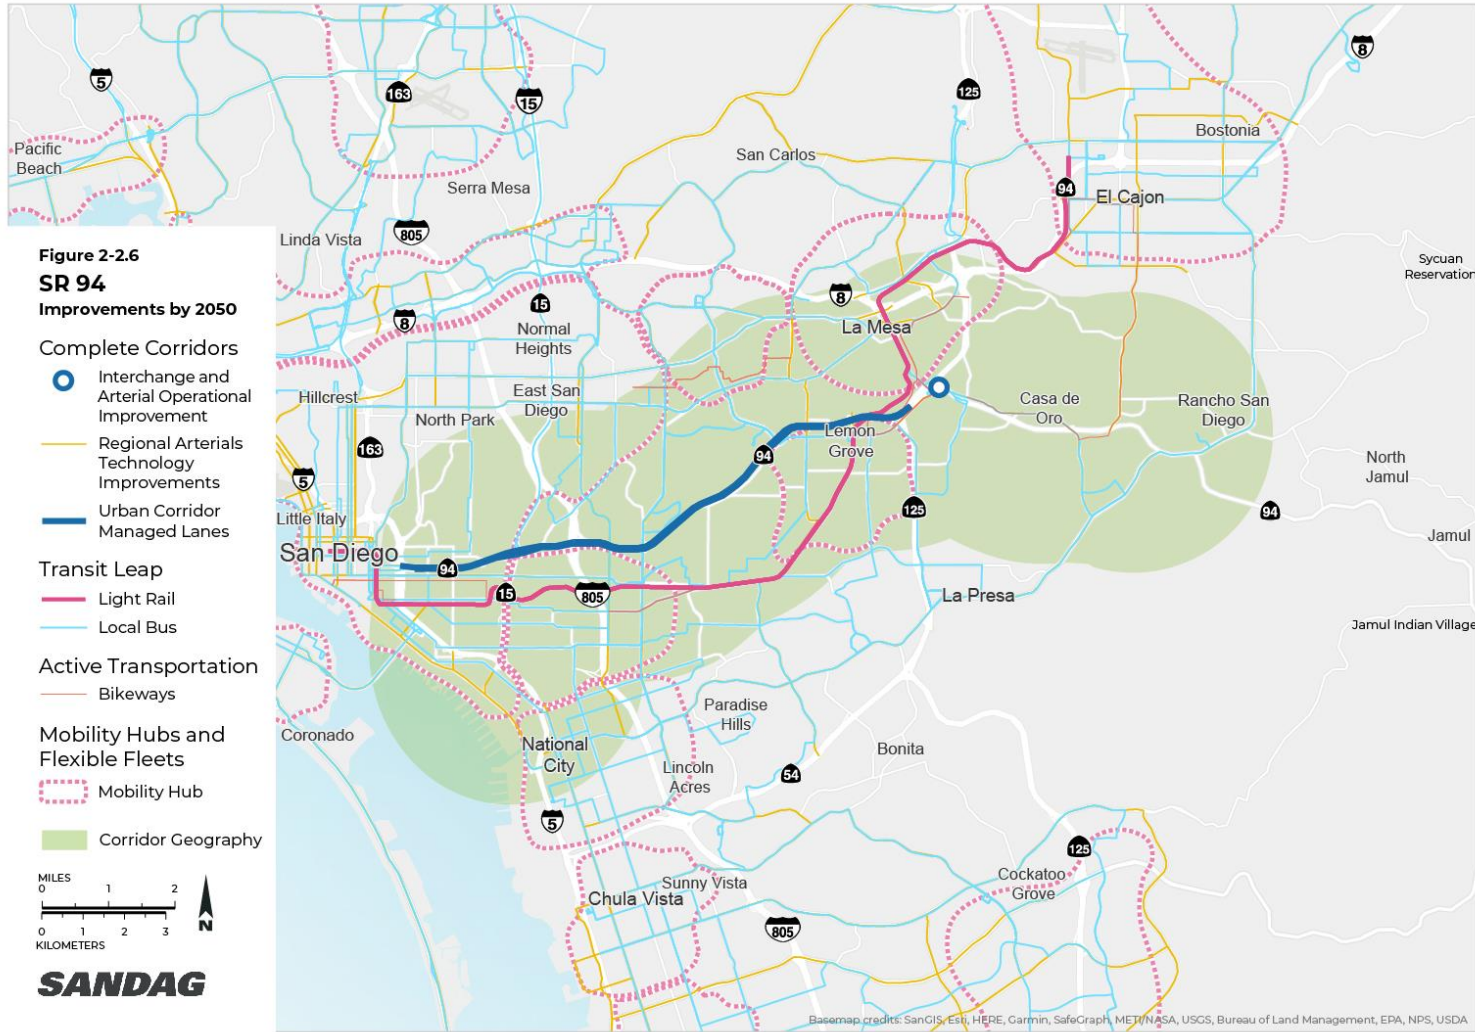 Figure 2-2.6
SR 94
Improvements by 2050
Complete Corridors
Interchange and
Arterial Operational
Improvement
Regional Arterials
Technology
Improvements
Urban Corridor
Managed Lanes
Transit Leap
Light Rail
Local Bus
Active Transportation
Bikeways
Mobility Hubs and
Flexible Fleets
Mobility Hub
Corridor Geography
MILES
0 1 2
0 1 2 3
KILOMETERS
N
SANDAG
5
163
15
125
8
Pacific
Beach
Serra Mesa
San Carlos
Bostonia
94
El Cajon
Linda Vista
805
Sycuan
Reservation
8
15
Normal
Heights
8
La Mesa
Hillcrest
North Park
East San
Diego
Casa de
Oro
Rancho San
Diego
163
94
Lemon
Grove
North
Jamul
5
Little Italy
125
94
Jamul
San Diego
94
15
805
La Presa
Jamul Indian Village
Coronado
Paradise
Hills
National
City
Lincoln
Acres
54
Bonita
5
125
Cockatoo
Grove
Chula Vista
Sunny Vista
805
Basemap credits: SanGIS, Esri, HERE, Garmin, SafeGraph, METI/NASA, USGS, Bureau of Land Management, EPA, NPS, USDA